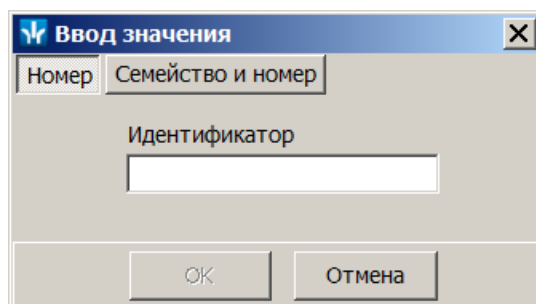 Ввод значения
Номер Семейство и номер
Идентификатор
OK Отмена